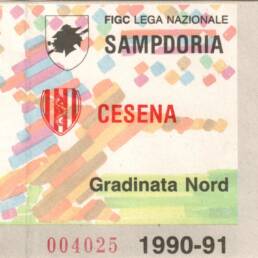 FIGC LEGA NAZIONALE
SAMPDORIA
CESENA
Gradinata Nord
004025 1990-91